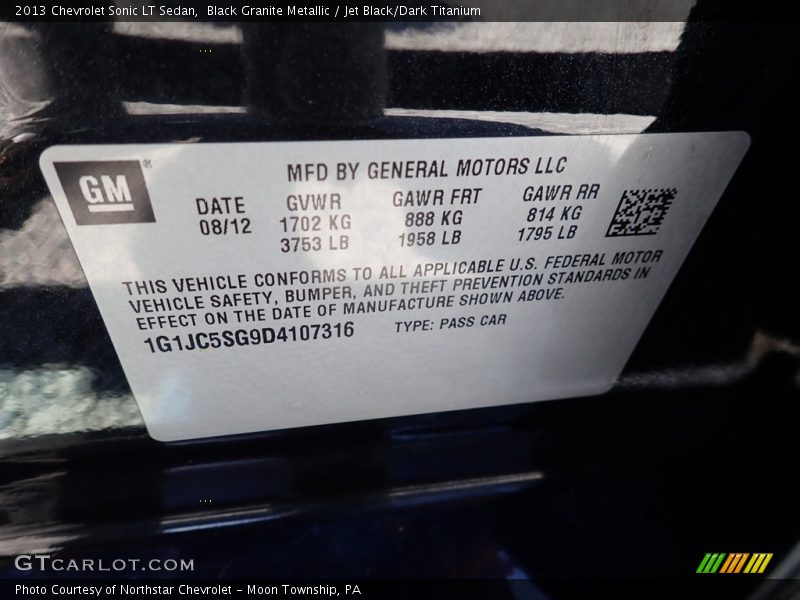 2013 Chevrolet Sonic LT Sedan,  Black Granite Metallic / Jet Black/Dark Titanium
GM®
MFD BY GENERAL MOTORS LLC
DATE GVWR GAWR FRT GAWR RR
08/12 1702 KG 888 KG 814 KG
3753 LB 1958 LB 1795 LB
THIS VEHICLE CONFORMS TO ALL APPLICABLE U.S. FEDERAL MOTOR
VEHICLE SAFETY, BUMPER, AND THEFT PREVENTION STANDARDS IN
EFFECT ON THE DATE OF MANUFACTURE SHOWN ABOVE.
1G1JC5SG9D4107316 TYPE: PASS CAR
GTCARLOT.COM
Photo Courtesy of Northstar Chevrolet - Moon Township, PA